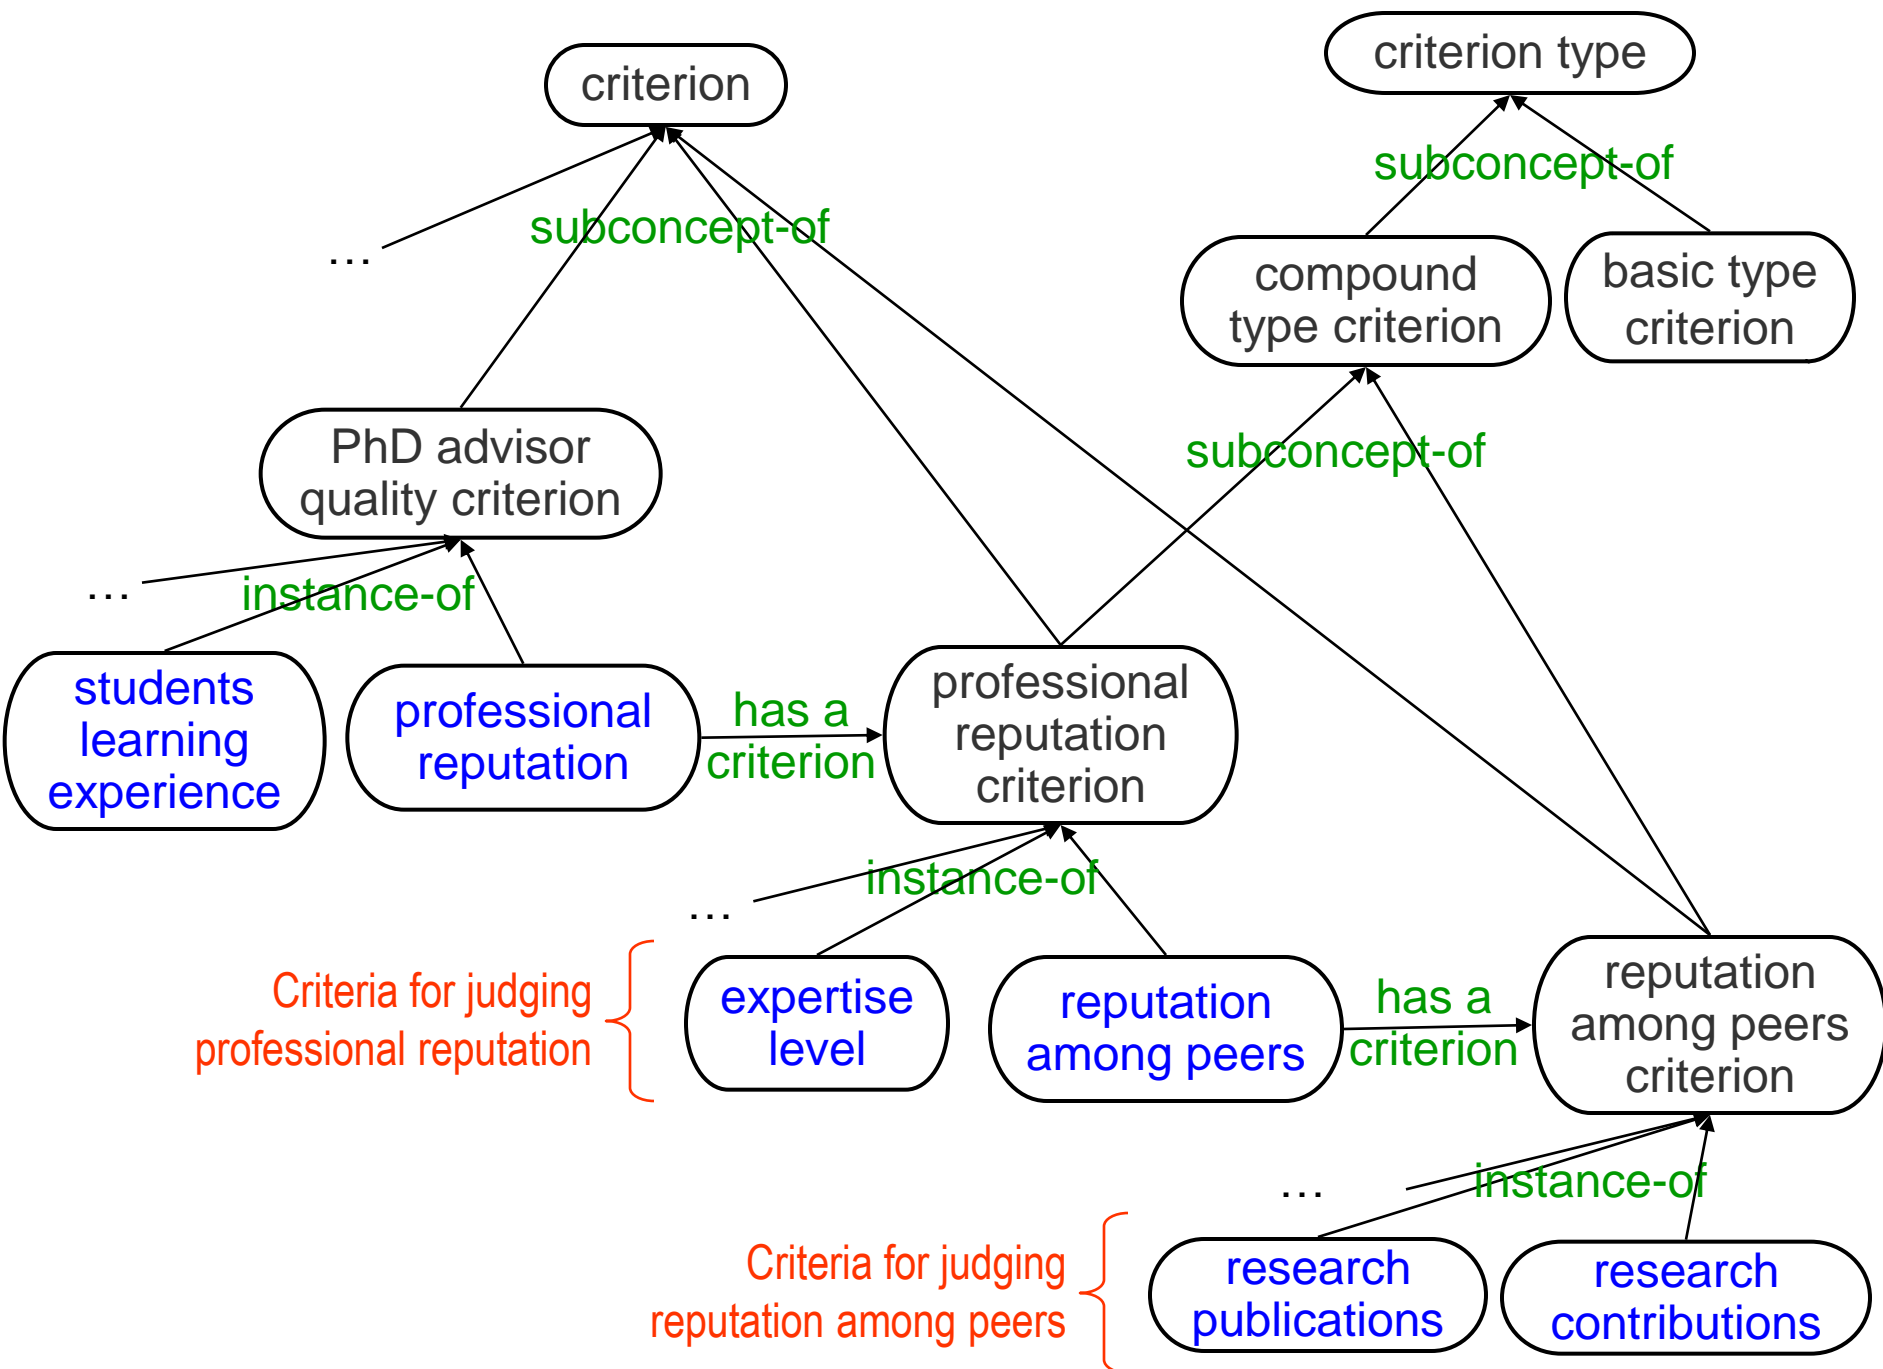 criterion type
criterion
subconcept-of
subconcept-of
...
compound
type criterion
basic type
criterion
PhD advisor
quality criterion
subconcept-of
...
instance-of
students
learning
experience
professional
reputation
has a
criterion
professional
reputation
criterion
instance-of
...
Criteria for judging
professional reputation
expertise
level
reputation
among peers
has a
criterion
reputation
among peers
criterion
...
instance-of
Criteria for judging
reputation among peers
research
publications
research
contributions